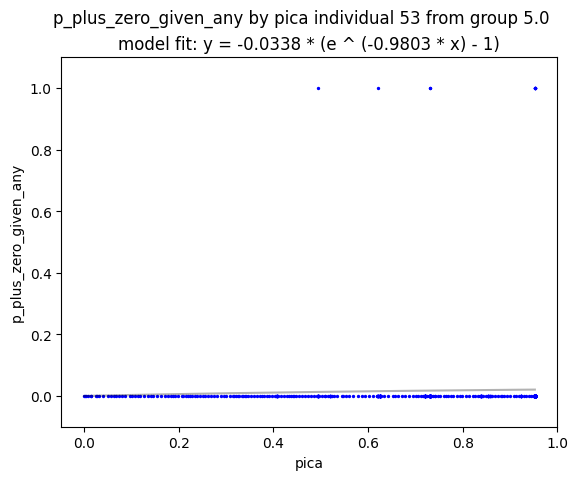 p_plus_zero_given_any by pica individual 53 from group 5.0
model fit: y = -0.0338 * (e ^ (-0.9803 * x) - 1)
p_plus_zero_given_any
1.0
0.8
0.6
0.4
0.2
0.0
0.0 0.2 0.4 0.6 0.8 1.0
pica